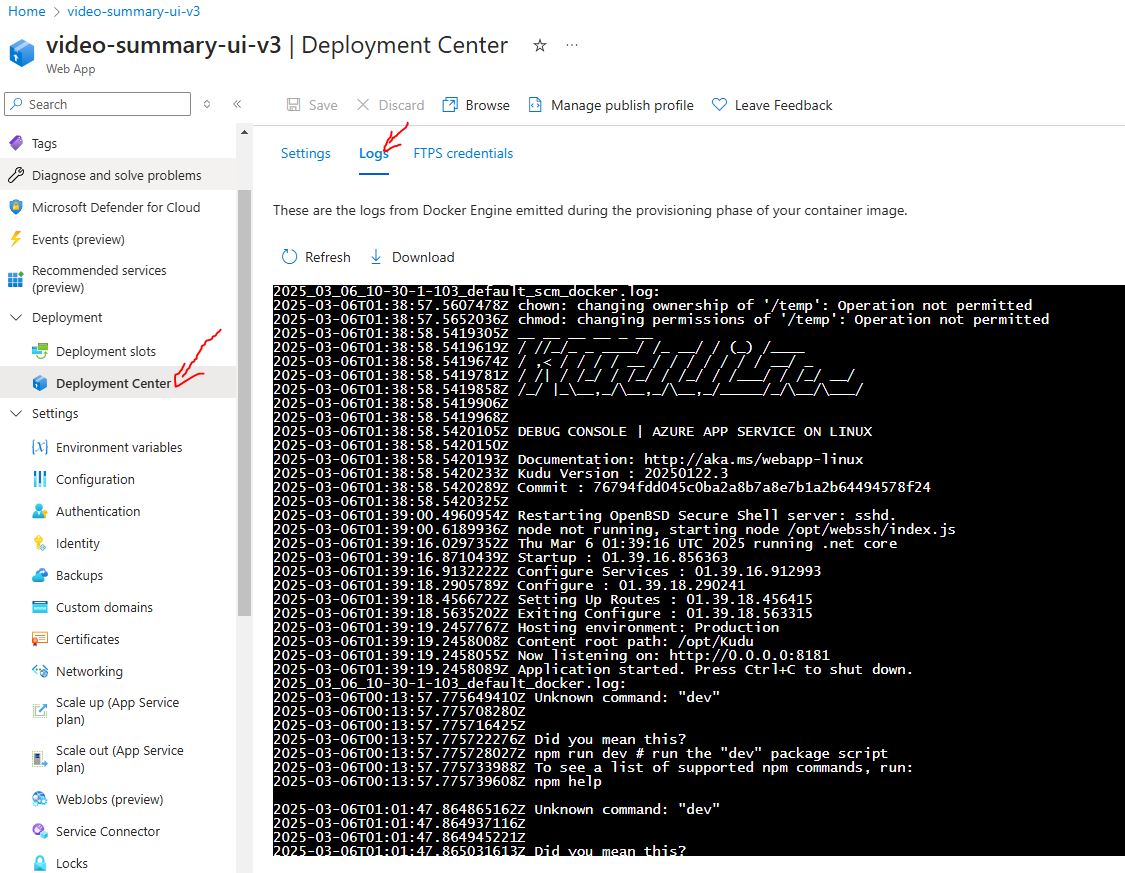 Home > video-summary-ui-v3
video-summary-ui-v3 | Deployment Center
Web App
Search
Save
Discard
Browse
Manage publish profile
Leave Feedback
Tags
Diagnose and solve problems
Microsoft Defender for Cloud
Events (preview)
Recommended services
(preview)
Deployment
Deployment slots
Deployment Center
Settings
Environment variables
Configuration
Authentication
Identity
Backups
Custom domains
Certificates
Networking
Scale up (App Service
plan)
Scale out (App Service
plan)
WebJobs (preview)
Service Connector
Locks
Settings
Logs
FTPS credentials
These are the logs from Docker Engine emitted during the provisioning phase of your container image.
Refresh
Download
2025_03_06_10-30-1-103_default_scm_docker.log:
2025-03-06T01:38:57.5607478Z chown: changing ownership of '/temp': Operation not permitted
2025-03-06T01:38:57.5652036Z chmod: changing permissions of '/temp': Operation not permitted
2025-03-06T01:38:58.5419305Z __ __ __ __ _ __
2025-03-06T01:38:58.5419619Z / //_/_ _ ____/ /_ __/ / (_) /____
2025-03-06T01:38:58.5419674Z / ,< / / / / __ / / / / / / / __/ _
2025-03-06T01:38:58.5419781Z / /| / /_/ / /_/ / /_/ / /___/ / /_/ __/
2025-03-06T01:38:58.5419858Z /_/ |_\__,_/\__,_/\__,_/_____/_/\__/\___/
2025-03-06T01:38:58.5419906Z
2025-03-06T01:38:58.5419968Z
2025-03-06T01:38:58.5420105Z DEBUG CONSOLE | AZURE APP SERVICE ON LINUX
2025-03-06T01:38:58.5420150Z
2025-03-06T01:38:58.5420193Z Documentation: http://aka.ms/webapp-linux
2025-03-06T01:38:58.5420233Z Kudu Version : 20250122.3
2025-03-06T01:38:58.5420289Z Commit : 76794fdd045c0ba2a8b7a8e7b1a2b64494578f24
2025-03-06T01:38:58.5420325Z
2025-03-06T01:39:00.4960954Z Restarting OpenBSD Secure Shell server: sshd.
2025-03-06T01:39:00.6189936Z node not running, starting node /opt/webssh/index.js
2025-03-06T01:39:16.0297352Z Thu Mar 6 01:39:16 UTC 2025 running .net core
2025-03-06T01:39:16.8710439Z Startup : 01.39.16.856363
2025-03-06T01:39:16.9132222Z Configure Services : 01.39.16.912993
2025-03-06T01:39:18.2905789Z Configure : 01.39.18.290241
2025-03-06T01:39:18.4566722Z Setting Up Routes : 01.39.18.456415
2025-03-06T01:39:18.5635202Z Exiting Configure : 01.39.18.563315
2025-03-06T01:39:19.2457767Z Hosting environment: Production
2025-03-06T01:39:19.2458008Z Content root path: /opt/Kudu
2025-03-06T01:39:19.2458055Z Now listening on: http://0.0.0.0:8181
2025-03-06T01:39:19.2458089Z Application started. Press Ctrl+C to shut down.
2025_03_06_10-30-1-103_default_docker.log:
2025-03-06T00:13:57.775649410Z Unknown command: "dev"
2025-03-06T00:13:57.775708280Z
2025-03-06T00:13:57.775716425Z
2025-03-06T00:13:57.775722276Z Did you mean this?
2025-03-06T00:13:57.775728027Z npm run dev # run the "dev" package script
2025-03-06T00:13:57.775733988Z To see a list of supported npm commands, run:
2025-03-06T00:13:57.775739608Z npm help
2025-03-06T01:01:47.864865162Z Unknown command: "dev"
2025-03-06T01:01:47.864937116Z
2025-03-06T01:01:47.864945221Z
2025-03-06T01:01:47.865031613Z Did you mean this?